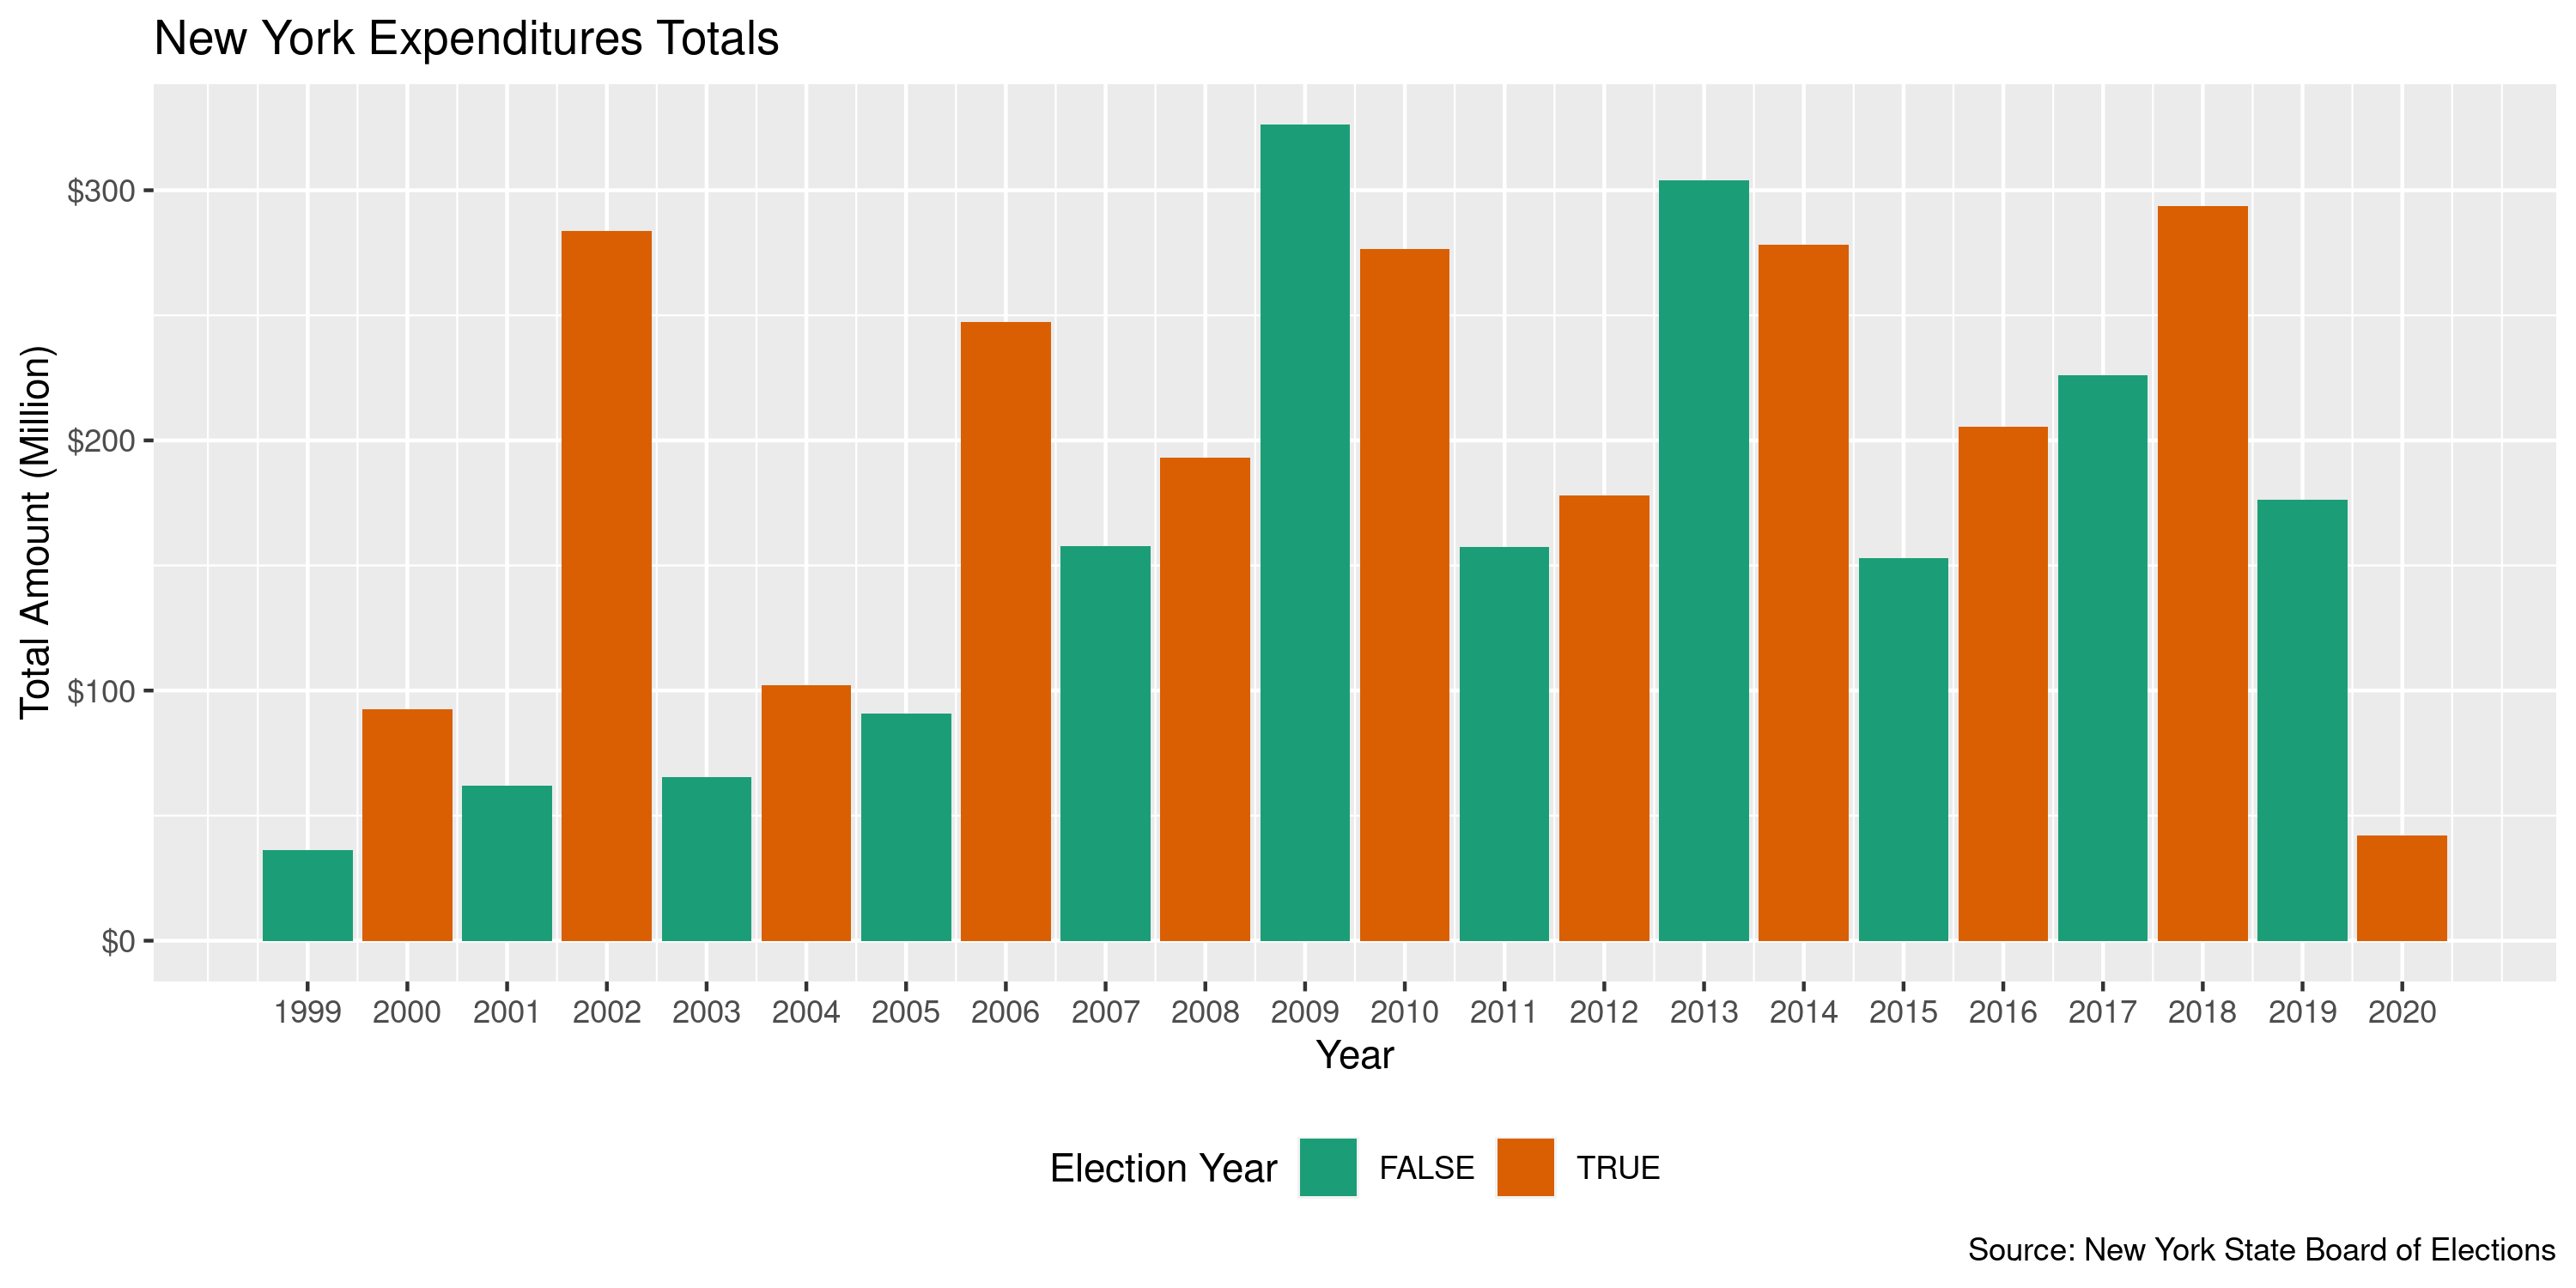 New York Expenditures Totals
Total Amount (Million)
$300
$200
$100
$0
1999 2000 2001 2002 2003 2004 2005 2006 2007 2008 2009 2010 2011 2012 2013 2014 2015 2016 2017 2018 2019 2020
Year
Election Year FALSE TRUE
Source: New York State Board of Elections